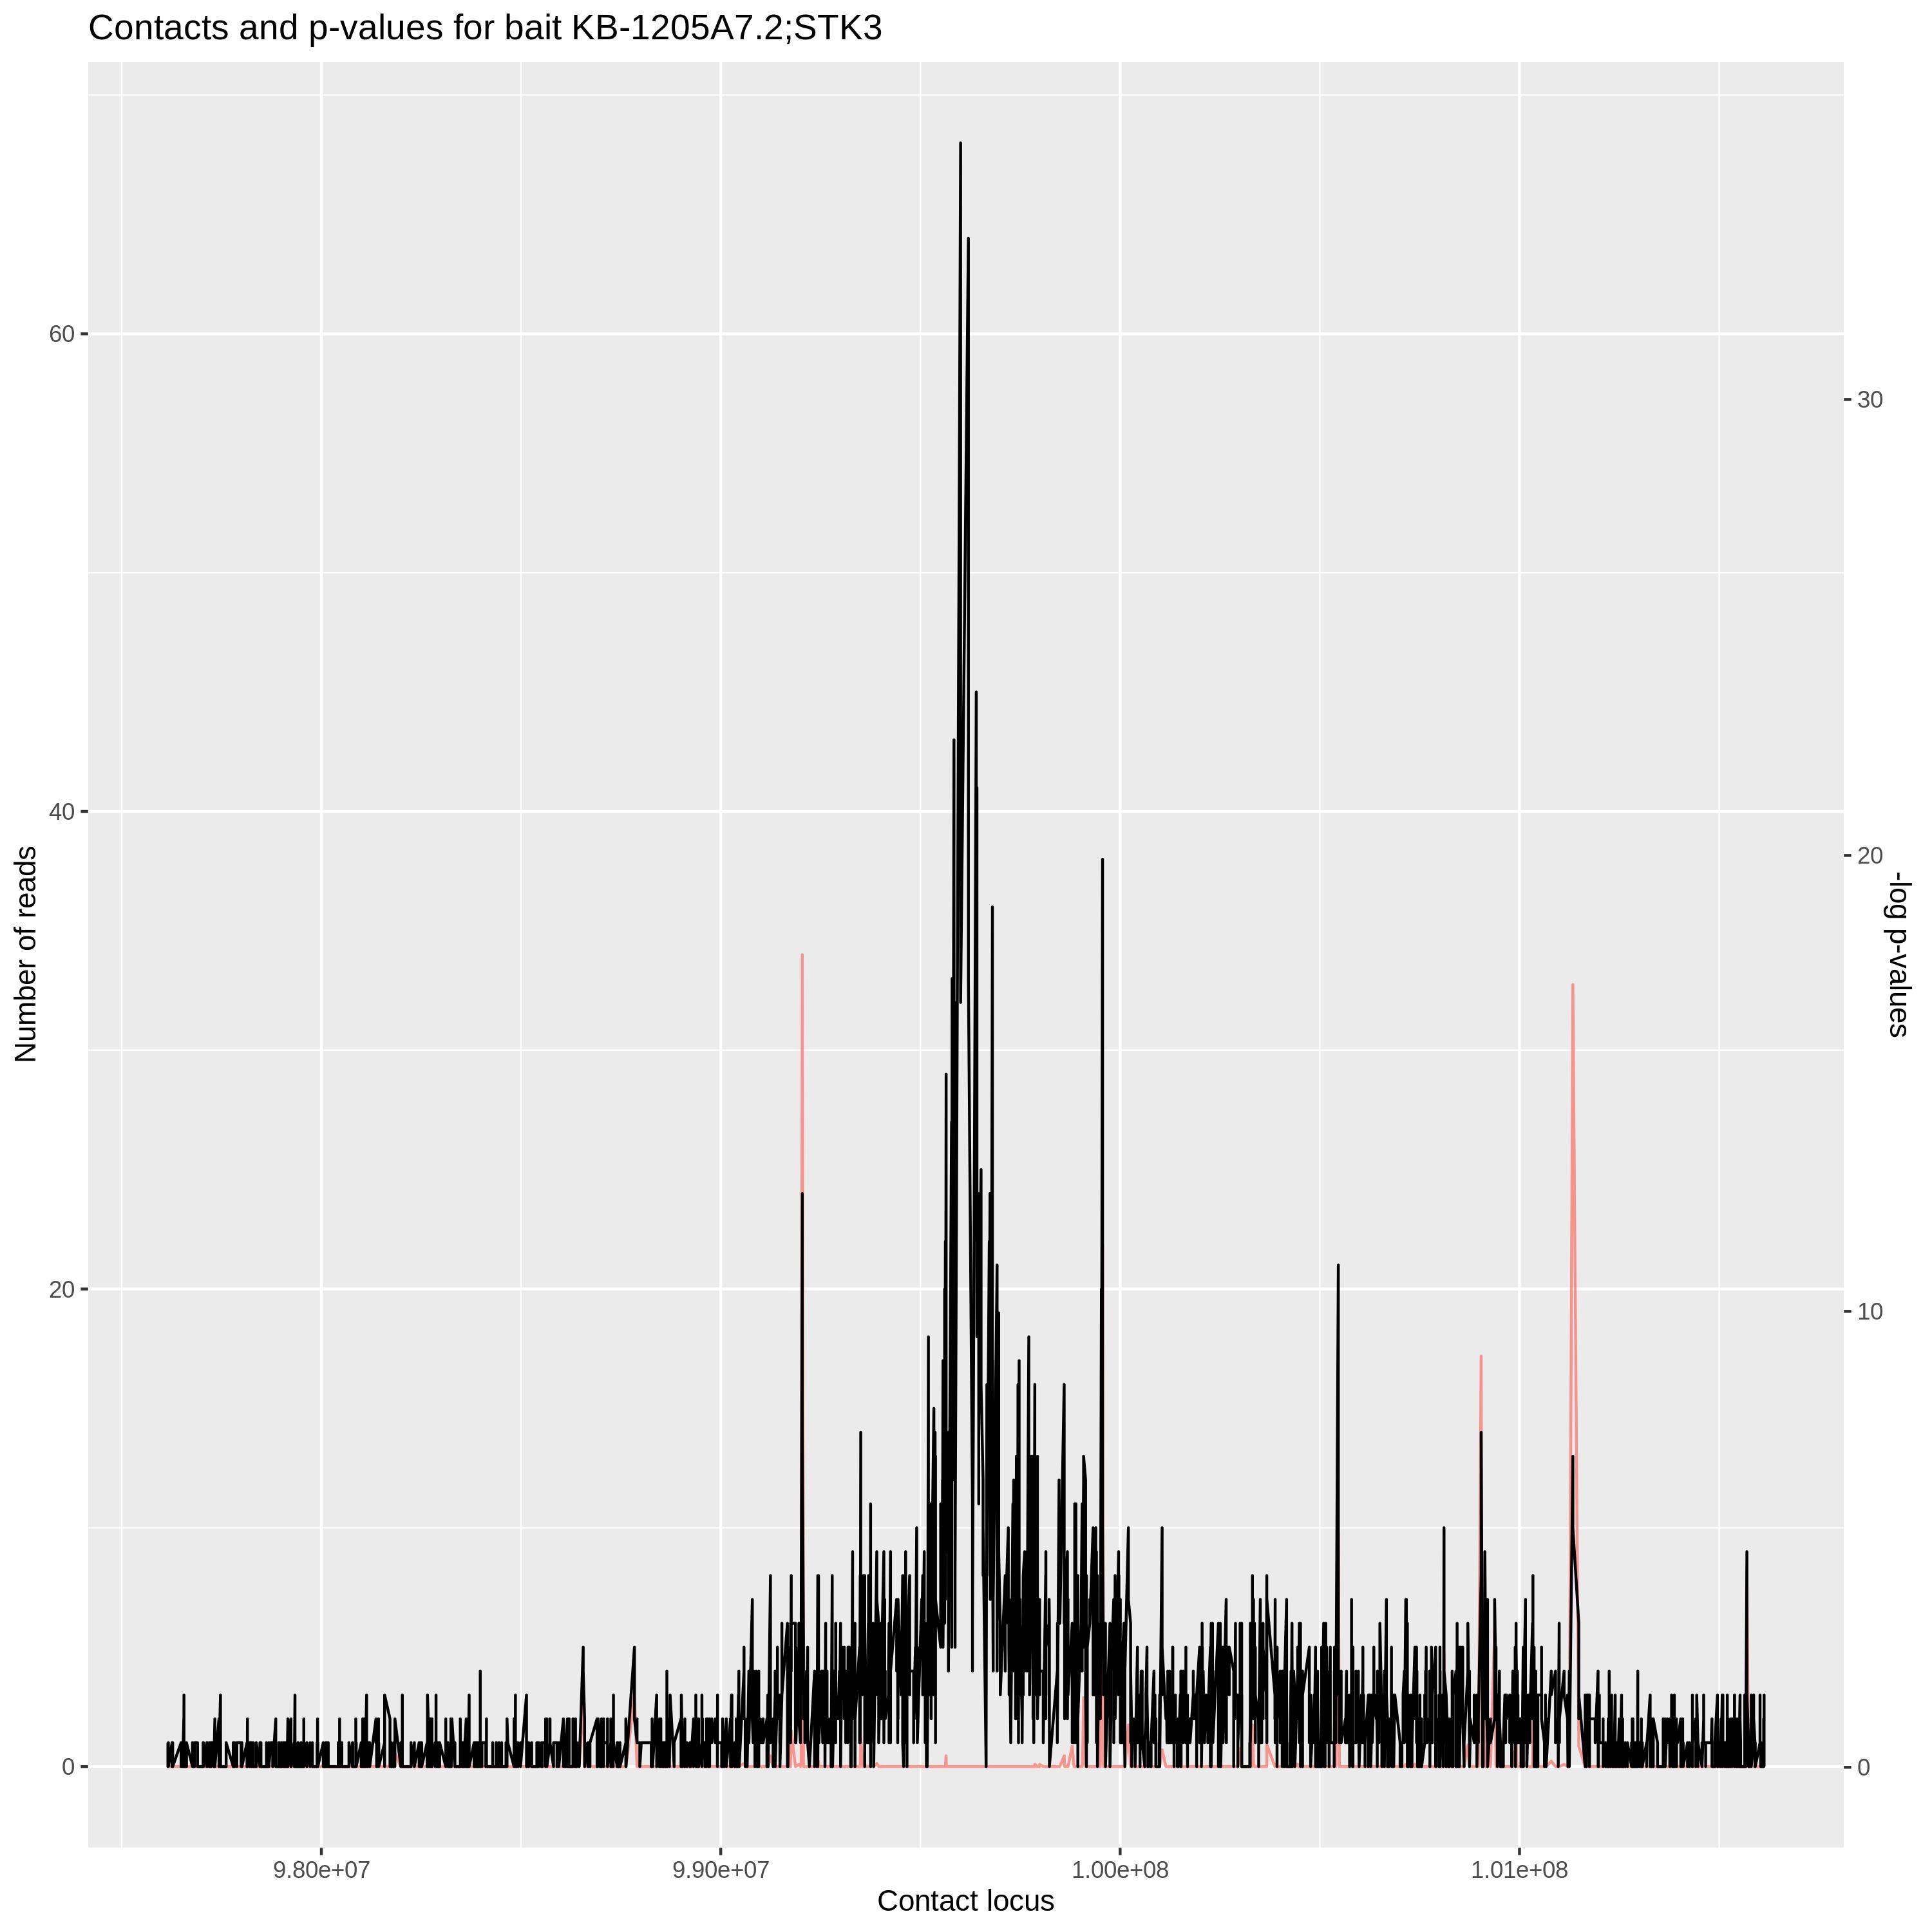 Contacts and p-values for bait KB-1205A7.2;STK3
60
40
20
0
Number of reads
30
20
10
0
-log p-values
9.80e+07
9.90e+07
1.00e+08
1.01e+08
Contact locus